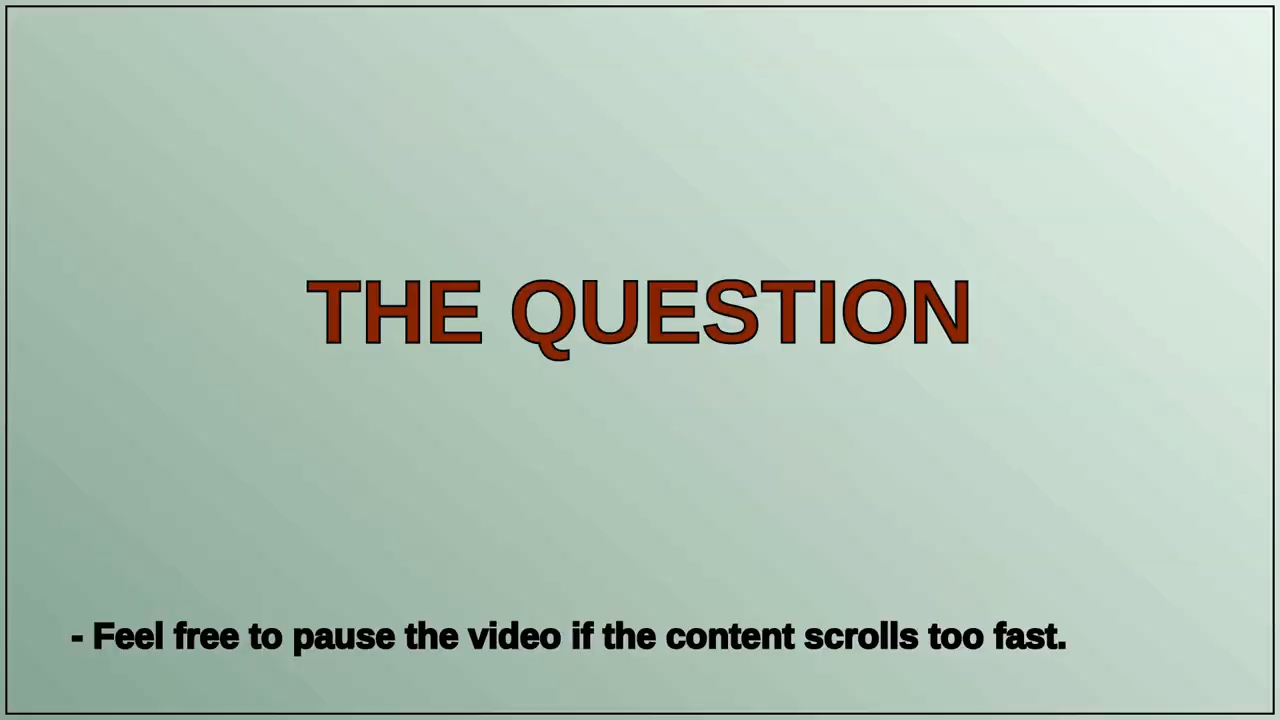 THE QUESTION
- Feel free to pause the video if the content scrolls too fast.